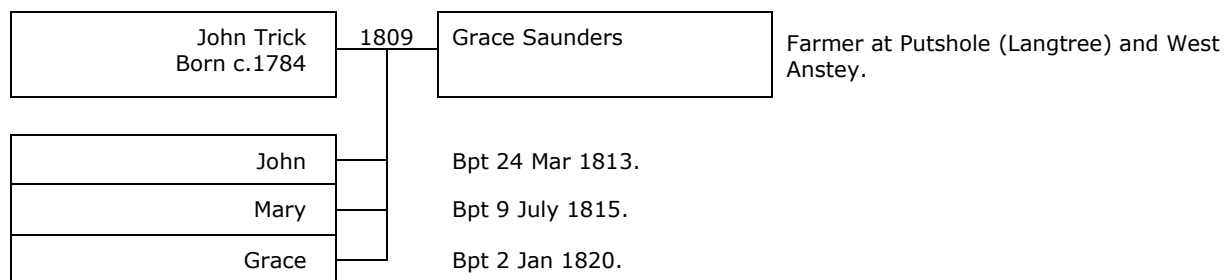 John Trick
Born c.1784
1809
Grace Saunders
Farmer at Putshole (Langtree) and West
Anstey.
John
Bpt 24 Mar 1813.
Mary
Bpt 9 July 1815.
Grace
Bpt 2 Jan 1820.